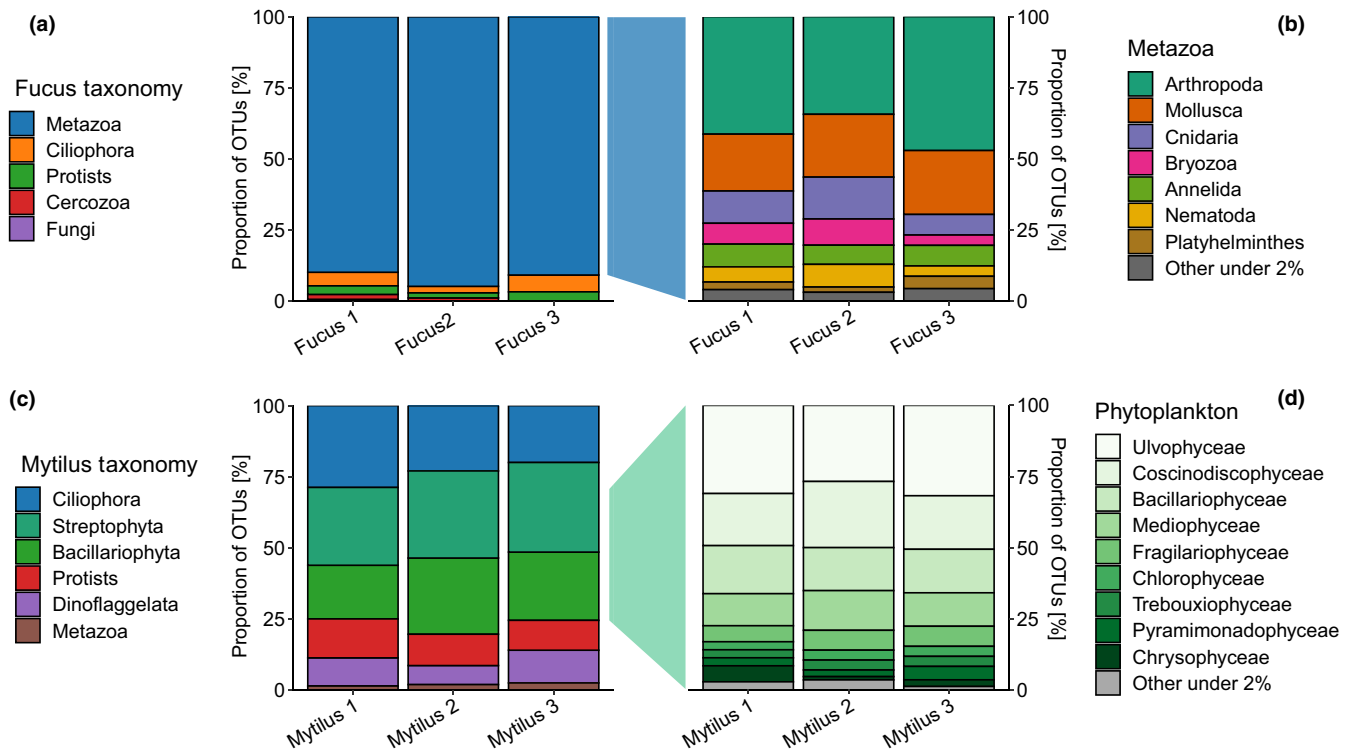 (a)
Fucus taxonomy
Metazoa
Ciliophora
Protists
Cercozoa
Fungi
Proportion of OTUs [%]
100
75
50
25
0
Fucus 1
Fucus2
Fucus 3
Fucus 1
Fucus 2
Fucus 3
100
75
50
25
0
Proportion of OTUs [%]
(b)
Metazoa
Arthropoda
Mollusca
Cnidaria
Bryozoa
Annelida
Nematoda
Platyhelminthes
Other under 2%
(c)
Mytilus taxonomy
Ciliophora
Streptophyta
Bacillariophyta
Protists
Dinoflaggelata
Metazoa
Proportion of OTUs [%]
100
75
50
25
0
Mytilus 1
Mytilus 2
Mytilus 3
Mytilus 1
Mytilus 2
Mytilus 3
100
75
50
25
0
Proportion of OTUs [%]
(d)
Phytoplankton
Ulvophyceae
Coscinodiscophyceae
Bacillariophyceae
Mediophyceae
Fragilariophyceae
Chlorophyceae
Trebouxiophyceae
Pyramimonadophyceae
Chrysophyceae
Other under 2%